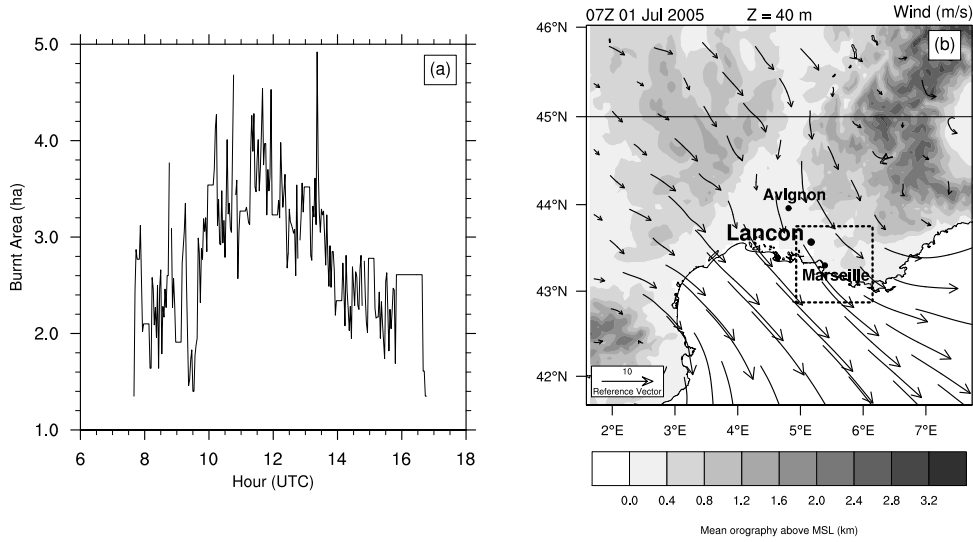 (a)
5.0
4.0
3.0
2.0
1.0
Burnt Area (ha)
6 8 10 12 14 16 18
Hour (UTC)
07Z 01 Jul 2005 Z = 40 m Wind (m/s)
(b)
46°N
45°N
44°N
43°N
42°N
Avignon
Lancon
Marseille
10
Reference Vector
2°E 3°E 4°E 5°E 6°E 7°E
0.0 0.4 0.8 1.2 1.6 2.0 2.4 2.8 3.2
Mean orography above MSL (km)